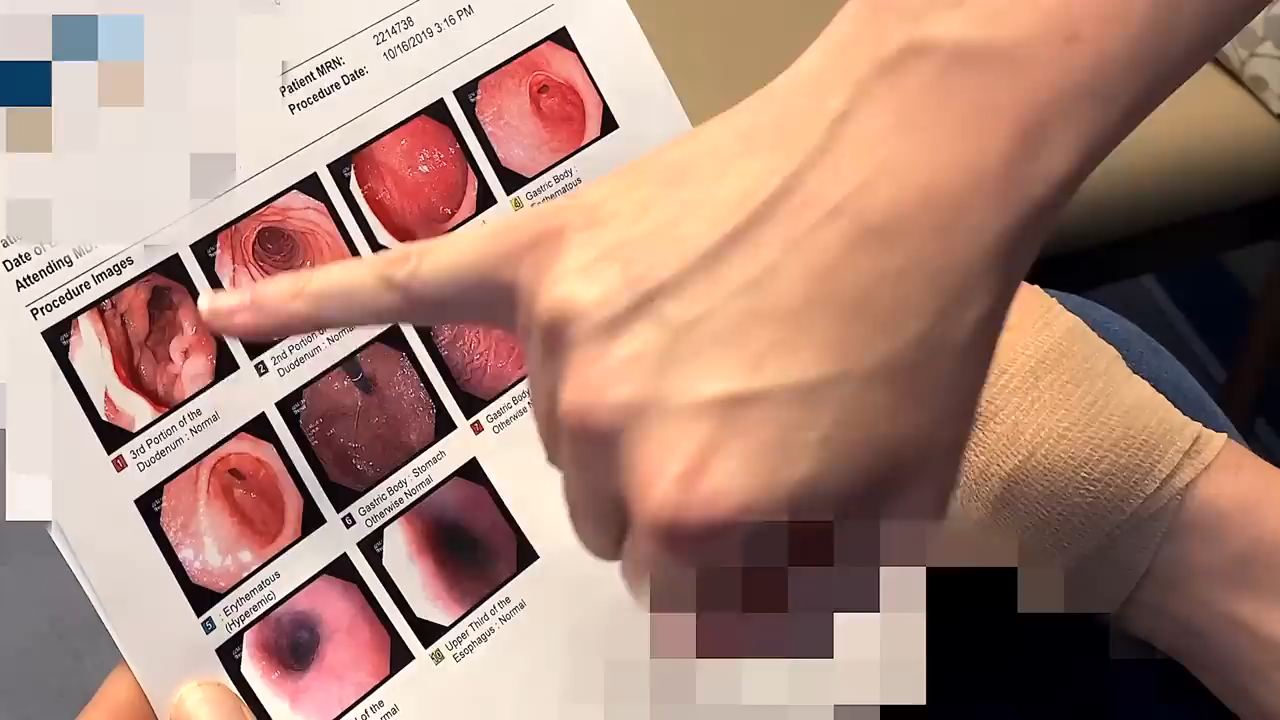 Patient MRN: 2214738
Procedure Date: 10/16/2019 3:16 PM
Attending MD:
Procedure Images
1 3rd Portion of the
Duodenum : Normal
2 2nd Portion of
Duodenum : Normal
4 Gastric Body :
Erythematous
5 : Erythematous
(Hyperemic)
6 Gastric Body : Stomach
Otherwise Normal
Gastric Body
Otherwise
10 Upper Third of the
Esophagus : Normal
of the